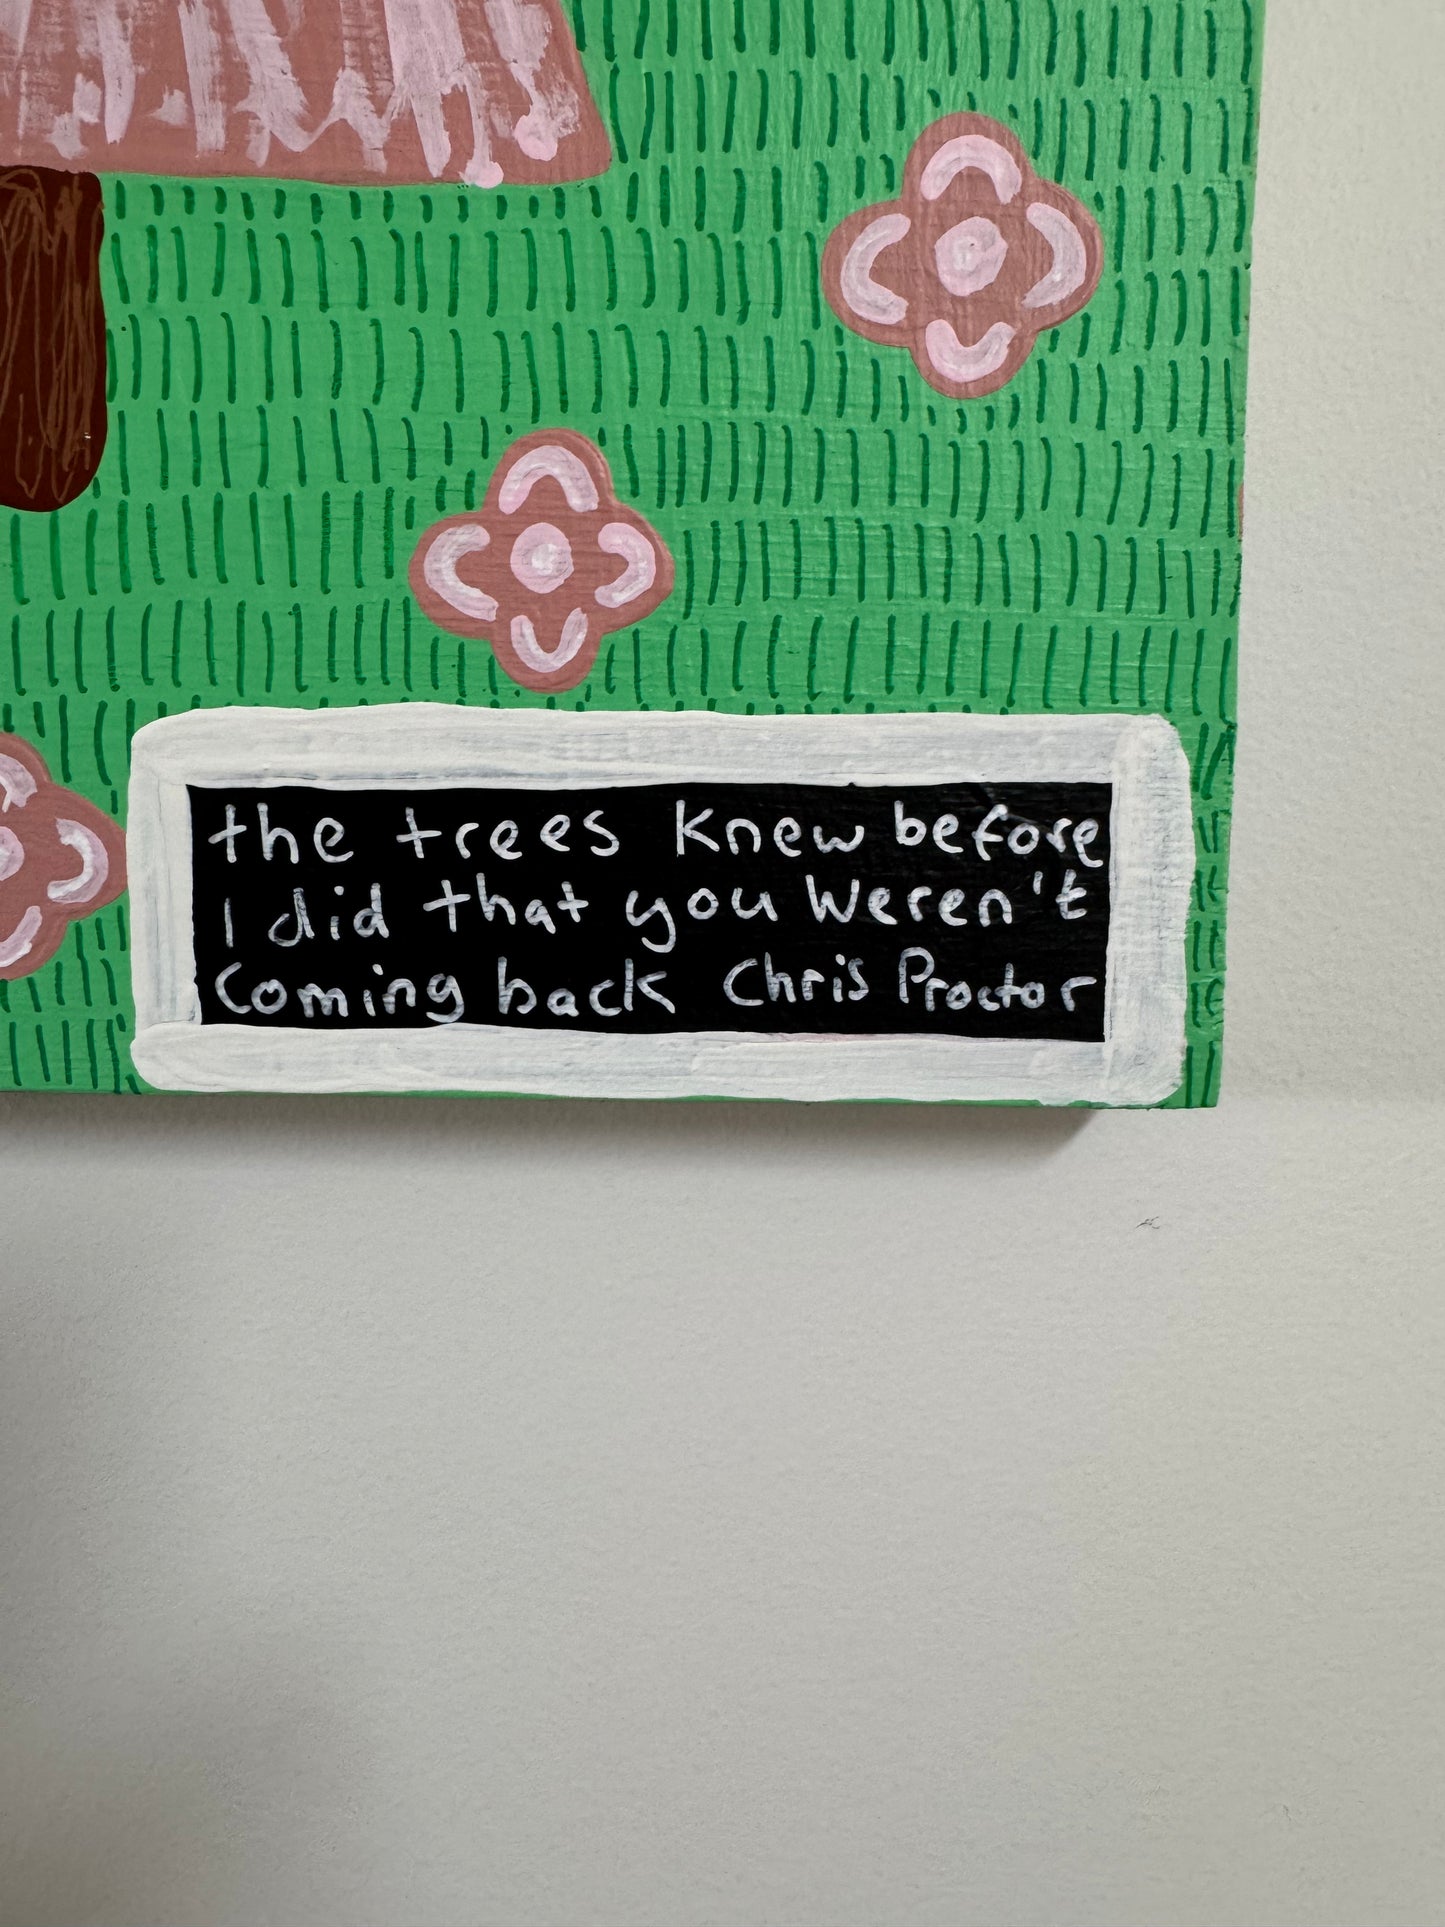 the trees knew before
I did that you weren't
Coming back Chris Proctor